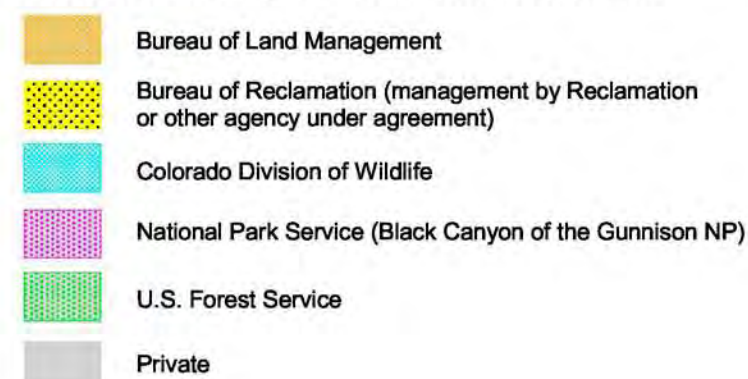 Bureau of Land Management
Bureau of Reclamation (management by Reclamation
or other agency under agreement)
Colorado Division of Wildlife
National Park Service (Black Canyon of the Gunnison NP)
U.S. Forest Service
Private